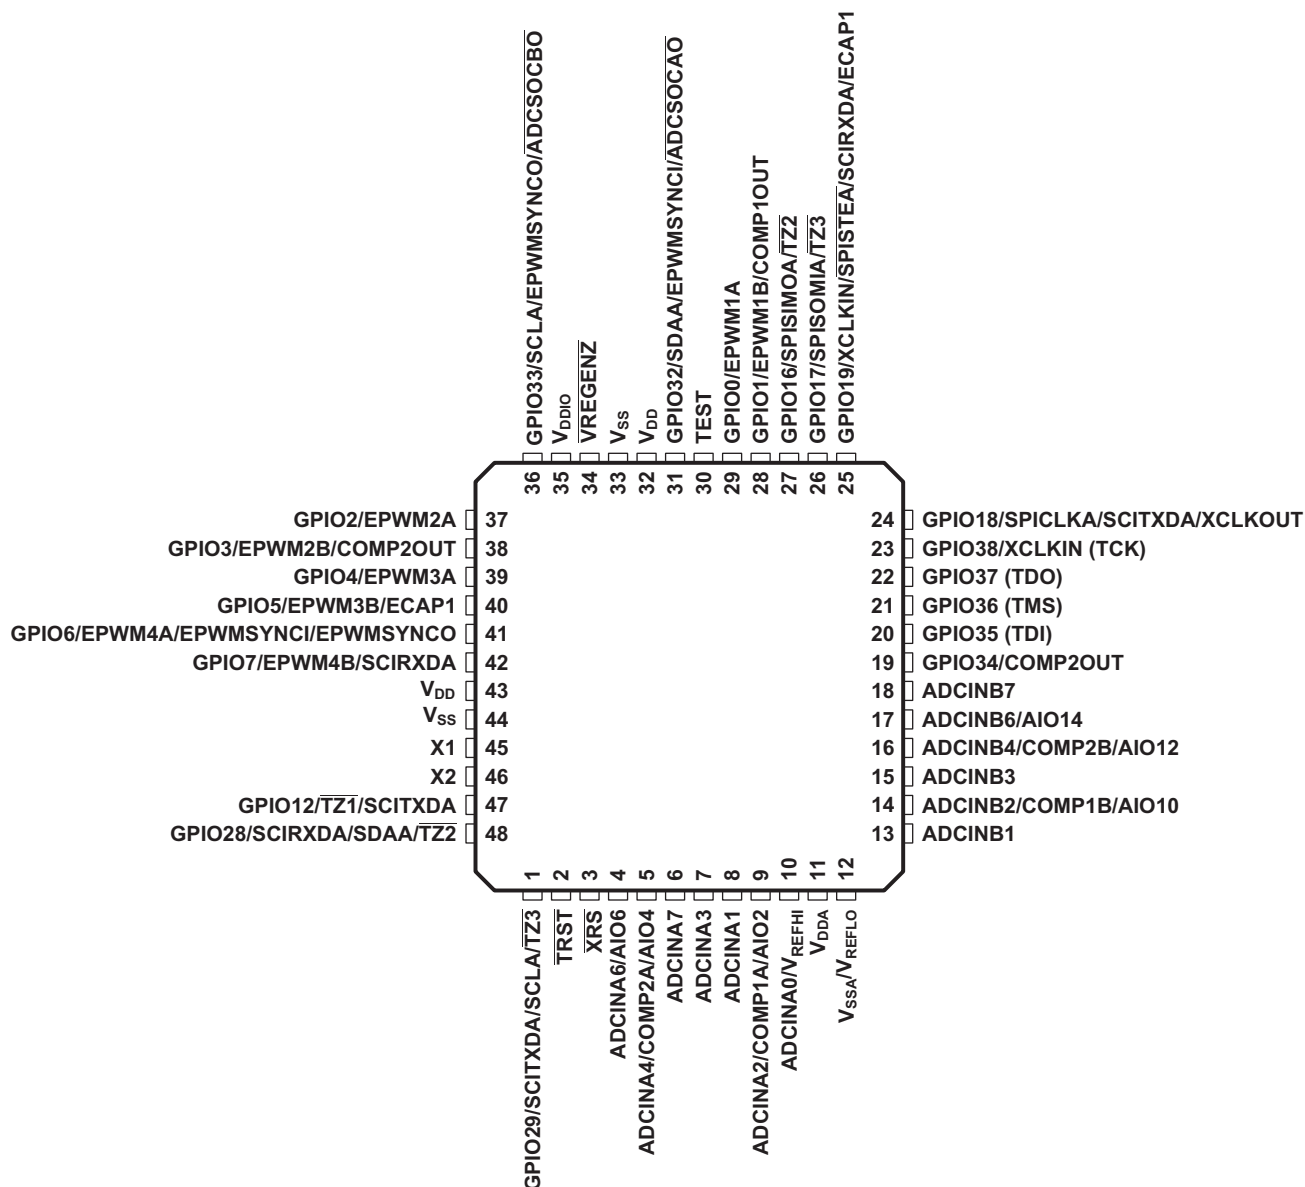 GPIO33/SCLA/EPWMSYNCO/ADCSOCBO
VDDIO
VREGENZ
VSS
VDD
GPIO32/SDAA/EPWMSYNCI/ADCSOCAO
TEST
GPIO0/EPWM1A
GPIO1/EPWM1B/COMP1OUT
GPIO16/SPISIMOA/TZ2
GPIO17/SPISOMIA/TZ3
GPIO19/XCLKIN/SPISTEA/SCIRXDA/ECAP1
36
35
34
33
32
31
30
29
28
27
26
25
GPIO2/EPWM2A 37
GPIO3/EPWM2B/COMP2OUT 38
GPIO4/EPWM3A 39
GPIO5/EPWM3B/ECAP1 40
GPIO6/EPWM4A/EPWMSYNCI/EPWMSYNCO 41
GPIO7/EPWM4B/SCIRXDA 42
VDD 43
VSS 44
X1 45
X2 46
GPIO12/TZ1/SCITXDA 47
GPIO28/SCIRXDA/SDAA/TZ2 48
24 GPIO18/SPICLKA/SCITXDA/XCLKOUT
23 GPIO38/XCLKIN (TCK)
22 GPIO37 (TDO)
21 GPIO36 (TMS)
20 GPIO35 (TDI)
19 GPIO34/COMP2OUT
18 ADCINB7
17 ADCINB6/AIO14
16 ADCINB4/COMP2B/AIO12
15 ADCINB3
14 ADCINB2/COMP1B/AIO10
13 ADCINB1
1
2
3
4
5
6
7
8
9
10
11
12
GPIO29/SCITXDA/SCLA/TZ3
TRST
XRS
ADCINA6/AIO6
ADCINA4/COMP2A/AIO4
ADCINA7
ADCINA3
ADCINA1
ADCINA2/COMP1A/AIO2
ADCINA0/VREFHI
VDDA
VSSA/VREFLO